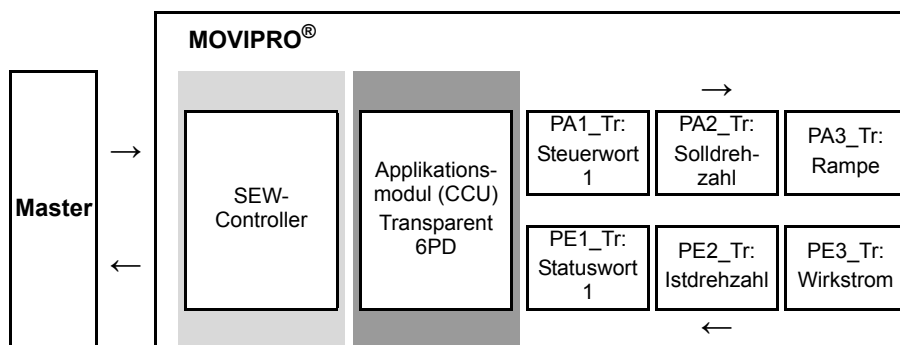 MOVIPRO®
→
←
Master
SEW-
Controller
Applikations-
modul (CCU)
Transparent
6PD
→
PA1_Tr:
Steuerwort
1
PA2_Tr:
Solldreh-
zahl
PA3_Tr:
Rampe
PE1_Tr:
Statuswort
1
PE2_Tr:
Istdrehzahl
PE3_Tr:
Wirkstrom
←